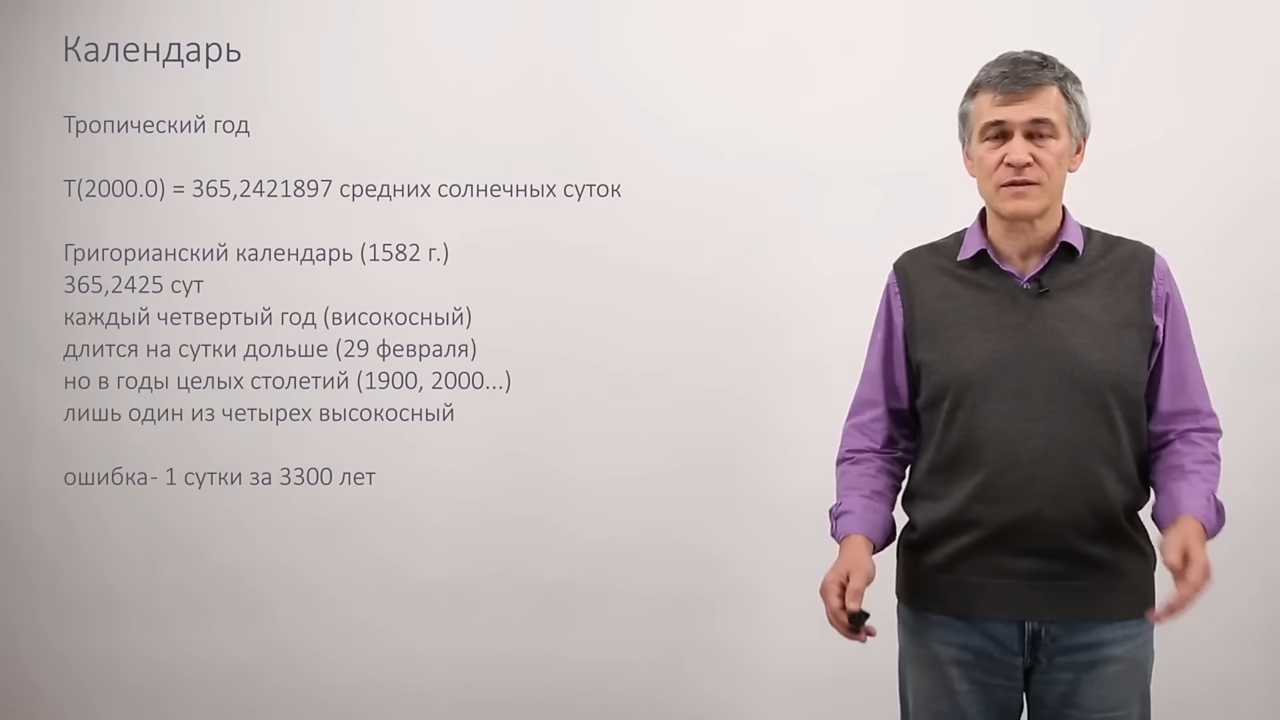 Календарь
Тропический год
T(2000.0) = 365,2421897 средних солнечных суток
Григорианский календарь (1582 г.)
365,2425 сут
каждый четвертый год (високосный)
длится на сутки дольше (29 февраля)
но в годы целых столетий (1900, 2000...)
лишь один из четырех высокосный
ошибка- 1 сутки за 3300 лет